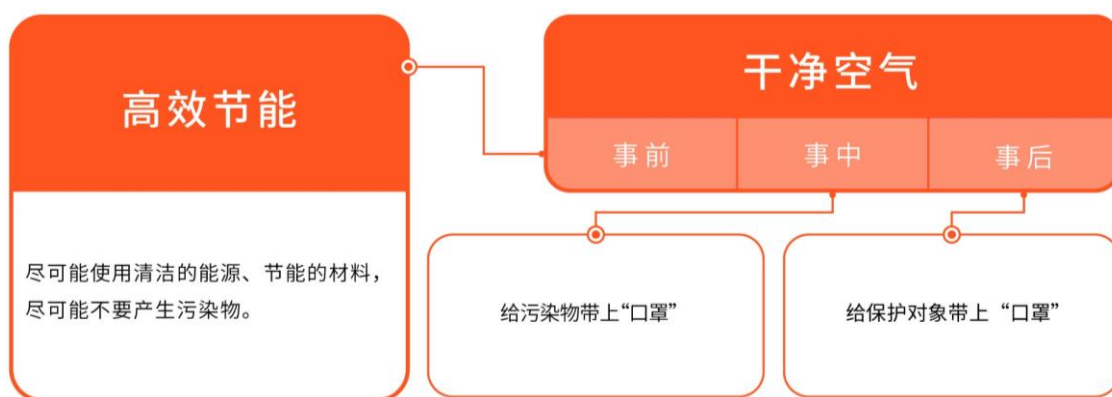 高效节能
尽可能使用清洁的能源、节能的材料，
尽可能不要产生污染物。
干净空气
事前
事中
事后
给污染物带上“口罩”
给保护对象带上“口罩”